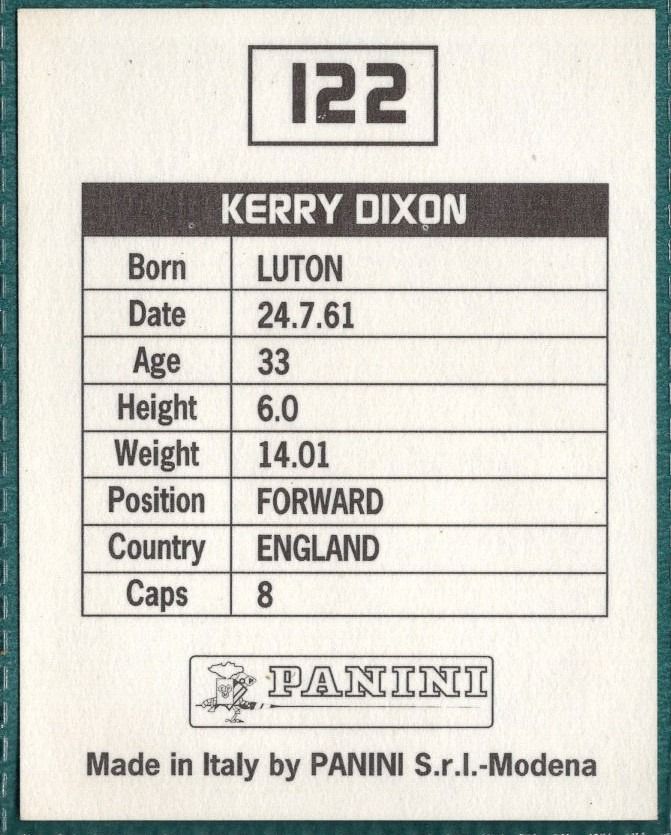 122
KERRY DIXON
Born LUTON
Date 24.7.61
Age 33
Height 6.0
Weight 14.01
Position FORWARD
Country ENGLAND
Caps 8
PANINI
Made in Italy by PANINI S.r.l.-Modena